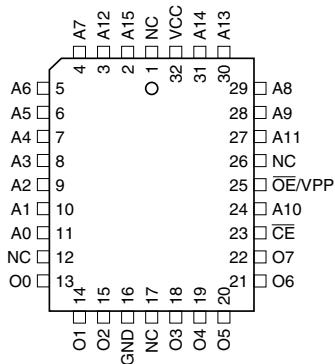 A7 A12 A15 NC VCC A14 A13
4 3 2 1 32 31 30
A6 5 29 A8
A5 6 28 A9
A4 7 27 A11
A3 8 26 NC
A2 9 25 OE/VPP
A1 10 24 A10
A0 11 23 CE
NC 12 22 O7
O0 13 21 O6
14 15 16 17 18 19 20
O1 O2 GND NC O3 O4 O5